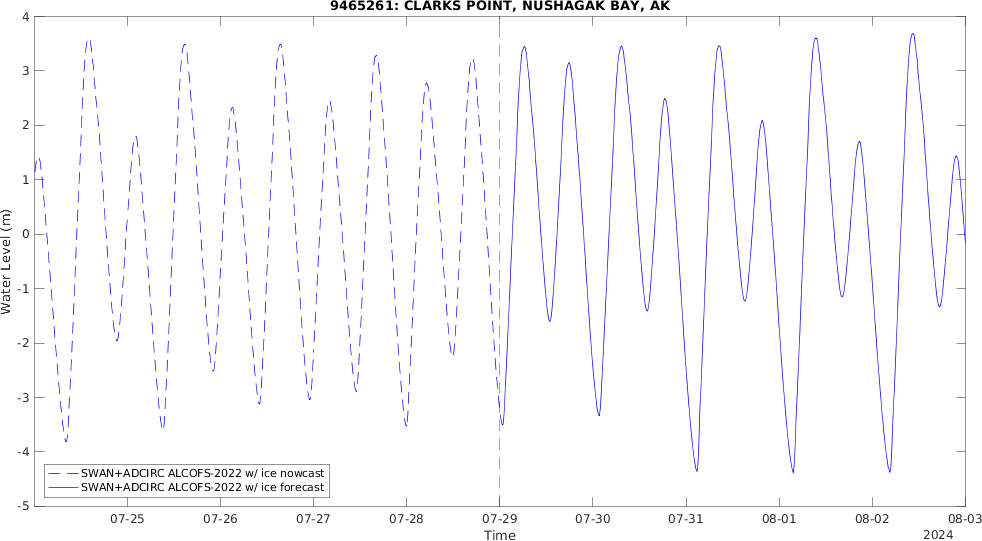 9465261: CLARKS POINT, NUSHAGAK BAY, AK
4
3
2
1
0
-1
-2
-3
-4
-5
Water Level (m)
SWAN+ADCIRC ALCOFS-2022 w/ ice nowcast
SWAN+ADCIRC ALCOFS-2022 w/ ice forecast
07-25 07-26 07-27 07-28 07-29 07-30 07-31 08-01 08-02 08-03
Time
2024